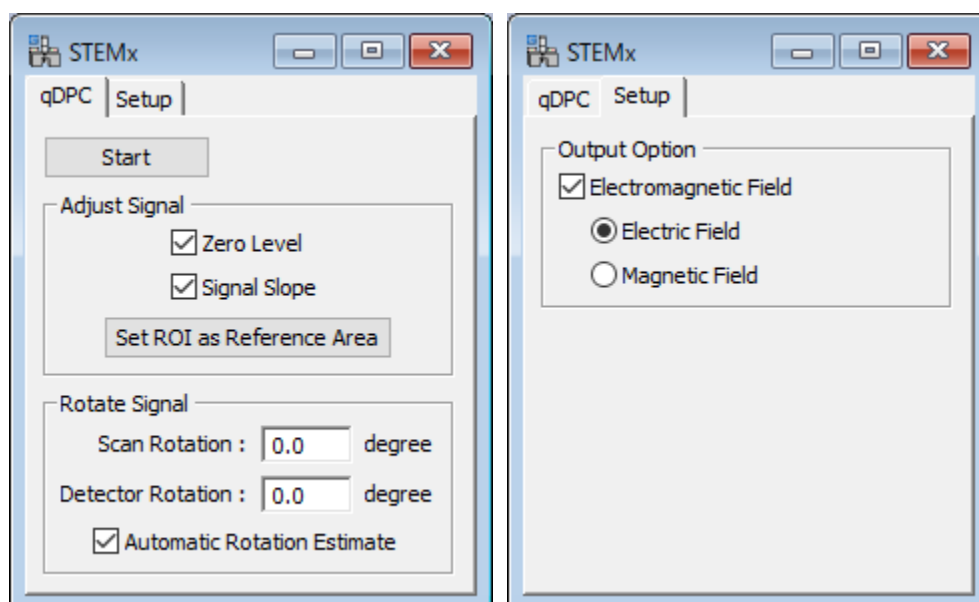 STEMx
qDPC Setup
Start
Adjust Signal
Zero Level
Signal Slope
Set ROI as Reference Area
Rotate Signal
Scan Rotation : 0.0 degree
Detector Rotation : 0.0 degree
Automatic Rotation Estimate
STEMx
qDPC Setup
Output Option
Electromagnetic Field
Electric Field
Magnetic Field